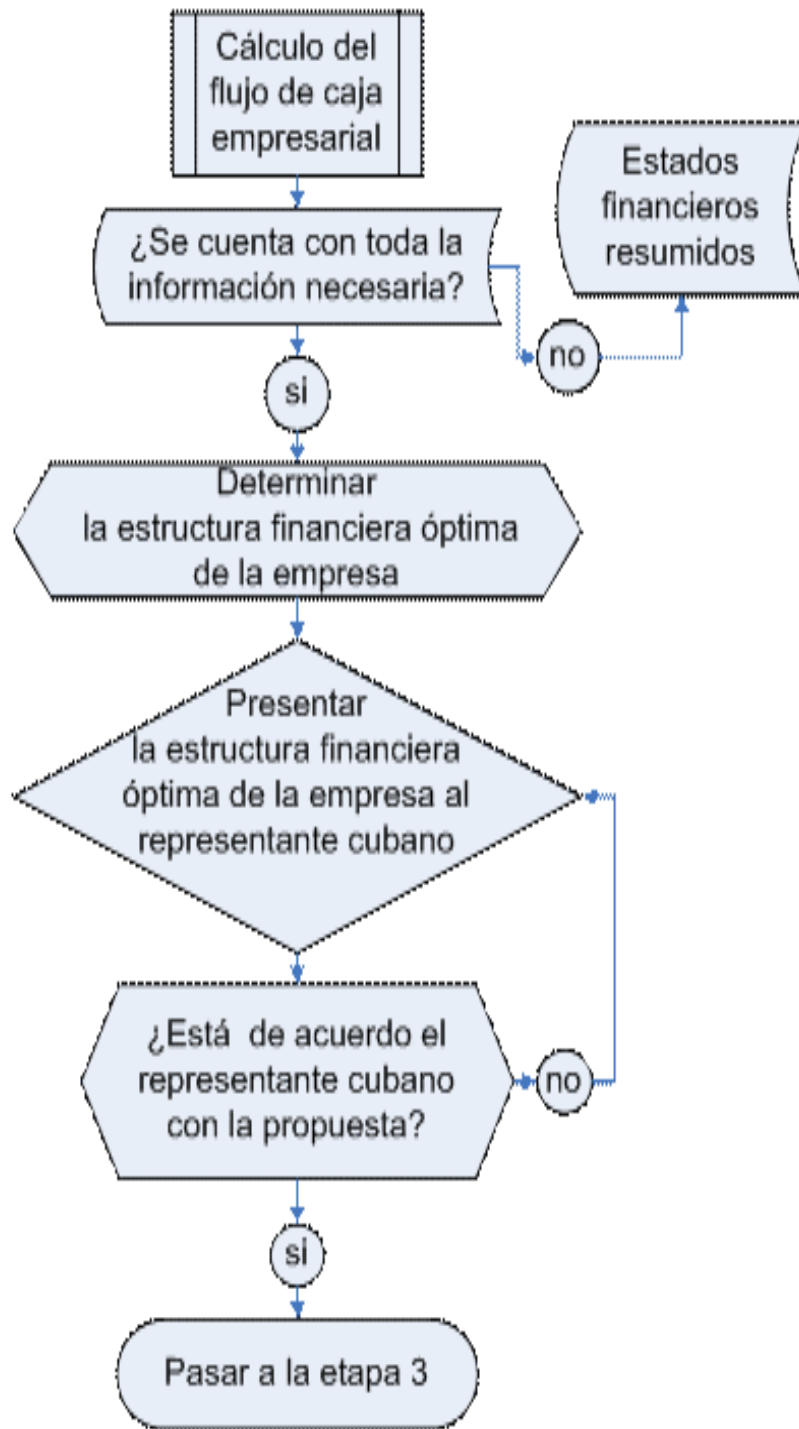 Cálculo del
flujo de caja
empresarial
Estados
financieros
resumidos
¿Se cuenta con toda la
información necesaria?
no
si
Determinar
la estructura financiera óptima
de la empresa
Presentar
la estructura financiera
óptima de la empresa al
representante cubano
¿Está  de acuerdo el
representante cubano
con la propuesta?
no
si
Pasar a la etapa 3